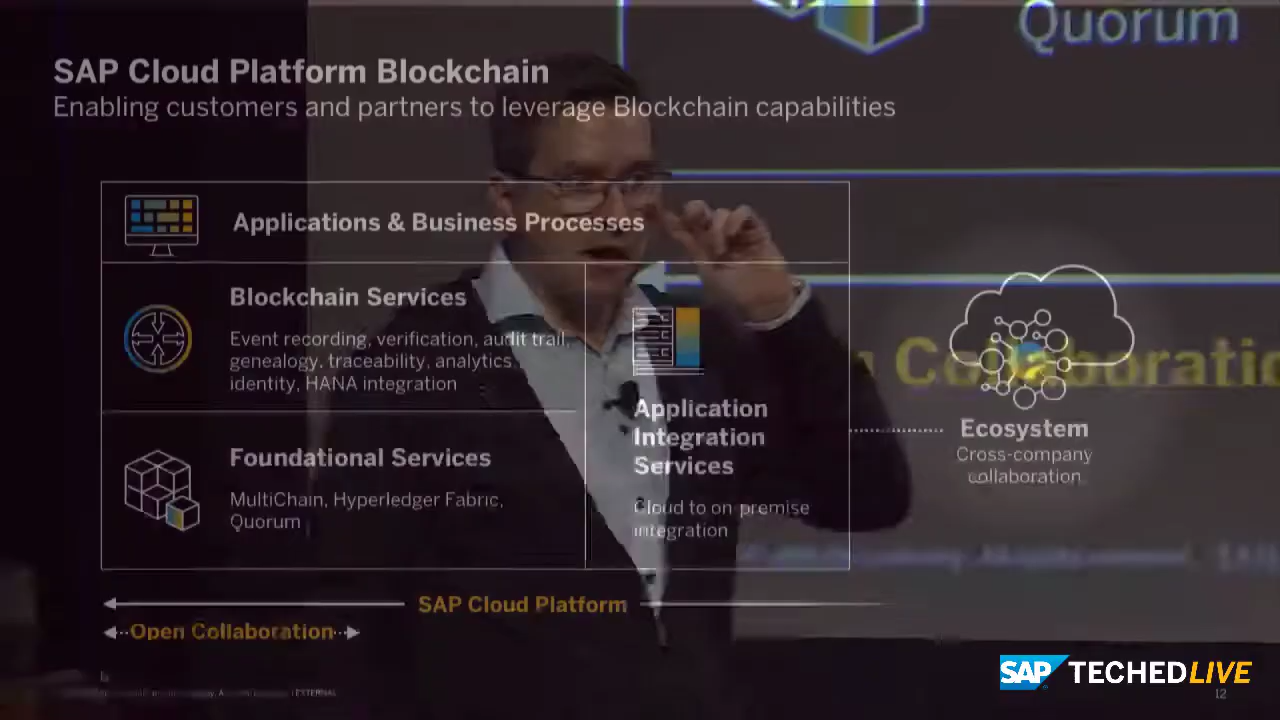 Quorum
SAP Cloud Platform Blockchain
Enabling customers and partners to leverage Blockchain capabilities
Applications & Business Processes
Blockchain Services
Event recording, verification, audit trail,
genealogy, traceability, analytics,
identity, HANA integration
Foundational Services
MultiChain, Hyperledger Fabric,
Quorum
Application
Integration
Services
Cloud to on-premise
integration
Ecosystem
Cross-company
collaboration
SAP Cloud Platform
Open Collaboration
EXTERNAL
SAP TECHED LIVE
12